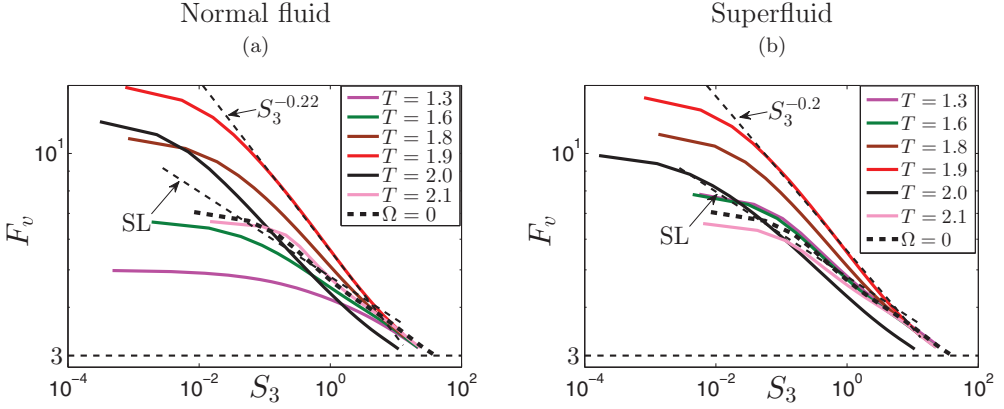 Normal fluid
(a)
F_v
10^1
3
S_3^{-0.22}
SL
T = 1.3
T = 1.6
T = 1.8
T = 1.9
T = 2.0
T = 2.1
Ω = 0
10^{-4}
10^{-2}
10^0
10^2
S_3
Superfluid
(b)
F_v
10^1
3
S_3^{-0.2}
SL
T = 1.3
T = 1.6
T = 1.8
T = 1.9
T = 2.0
T = 2.1
Ω = 0
10^{-4}
10^{-2}
10^0
10^2
S_3